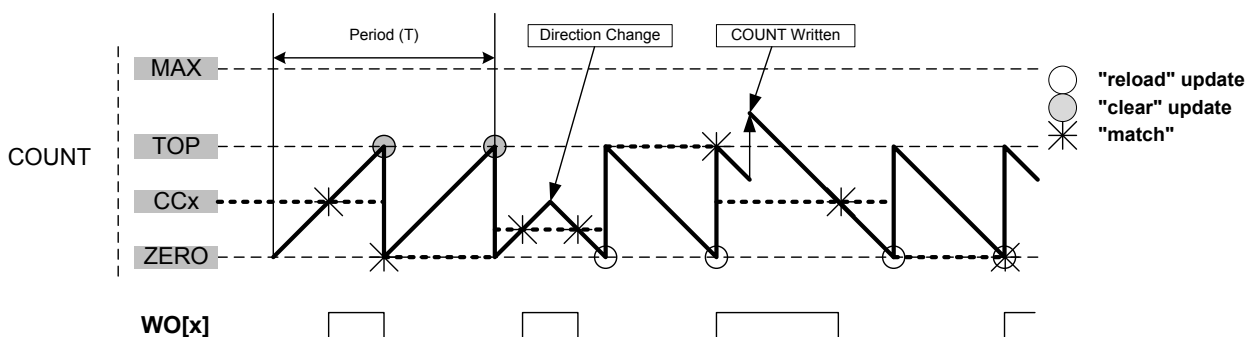 Period (T)
Direction Change
COUNT Written
MAX
"reload" update
"clear" update
TOP
"match"
COUNT
CCx
ZERO
WO[x]